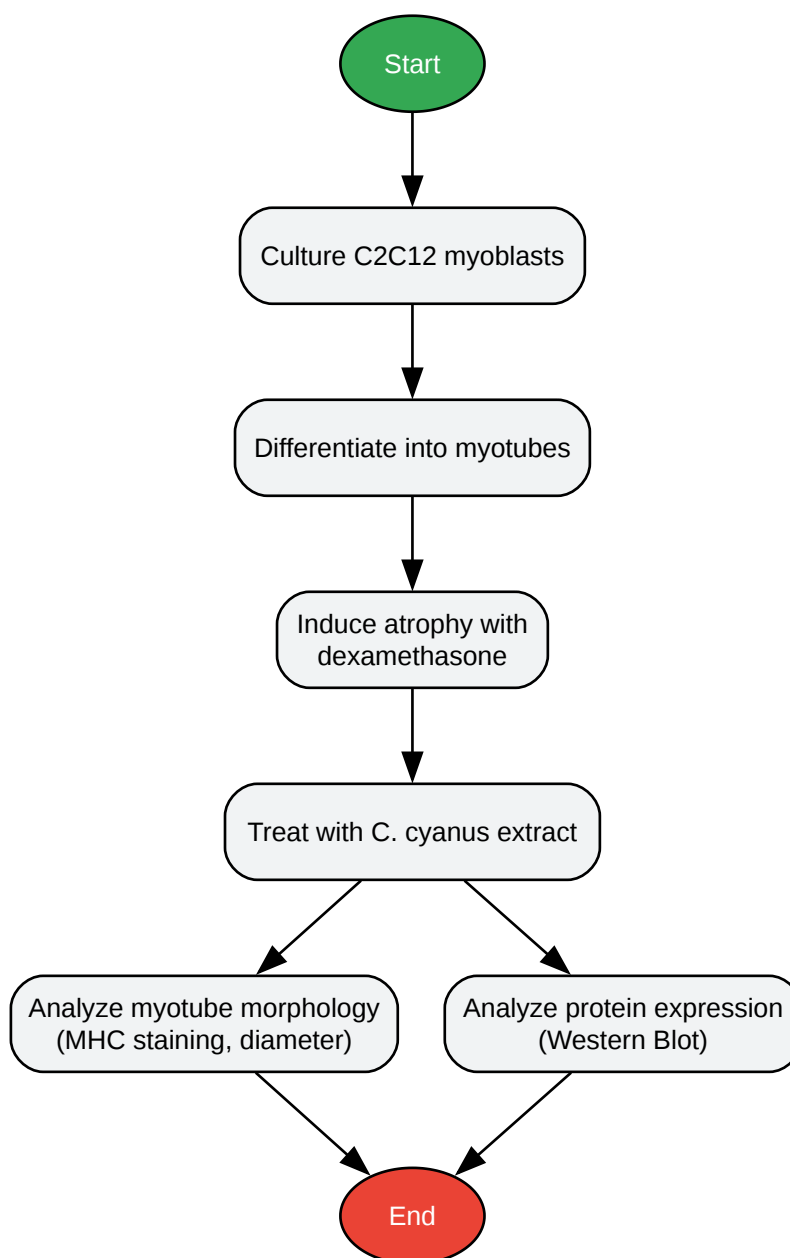 Start
Culture C2C12 myoblasts
Differentiate into myotubes
Induce atrophy with
dexamethasone
Treat with C. cyanus extract
Analyze myotube morphology
(MHC staining, diameter)
Analyze protein expression
(Western Blot)
End